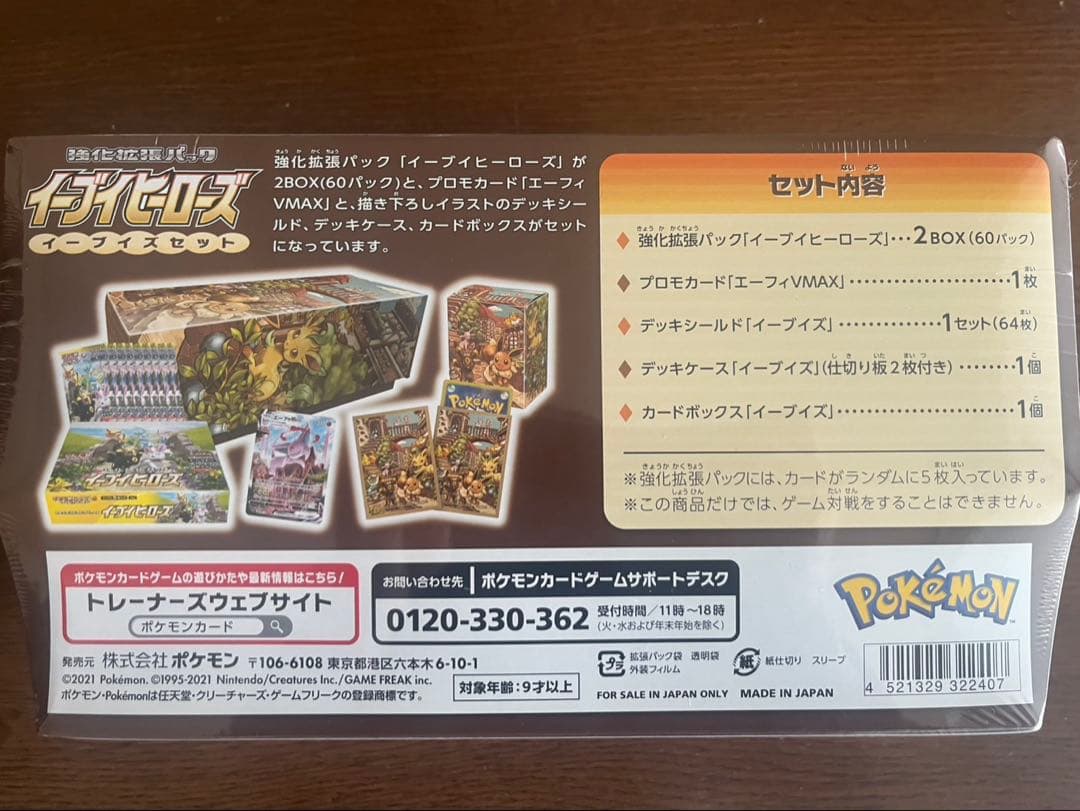 強化拡張パック
イーブイヒーローズ
イーブイズセット
強化拡張パック「イーブイヒーローズ」が
2BOX(60パック)と、プロモカード「エーフィ
VMAX」と、描き下ろしイラストのデッキシー
ルド、デッキケース、カードボックスがセット
になっています。
セット内容
強化拡張パック「イーブイヒーローズ」…2BOX(60パック)
プロモカード「エーフィVMAX」……………………1枚
デッキシールド「イーブイズ」……………1セット(64枚)
デッキケース「イーブイズ」(仕切り板2枚付き)………1個
カードボックス「イーブイズ」……………………1個
※強化拡張パックには、カードがランダムに5枚入っています。
※この商品だけでは、ゲーム対戦をすることはできません。
イーブイヒーローズ
イーブイヒーローズ
POKéMON
ポケモンカードゲームの遊びかたや最新情報はこちら!
トレーナーズウェブサイト
ポケモンカード
お問い合わせ先 ポケモンカードゲームサポートデスク
0120-330-362 受付時間/11時~18時
(火・水および年末年始を除く)
POKéMON
発売元 株式会社ポケモン 〒106-6108 東京都港区六本木6-10-1
©2021 Pokémon. ©1995-2021 Nintendo/Creatures Inc./GAME FREAK inc.
ポケモン・Pokémonは任天堂・クリーチャーズ・ゲームフリークの登録商標です。
対象年齢:9才以上
プラ 拡張パック袋 透明袋
外装フィルム
紙 紙仕切り スリーブ
FOR SALE IN JAPAN ONLY MADE IN JAPAN
4 521329 322407